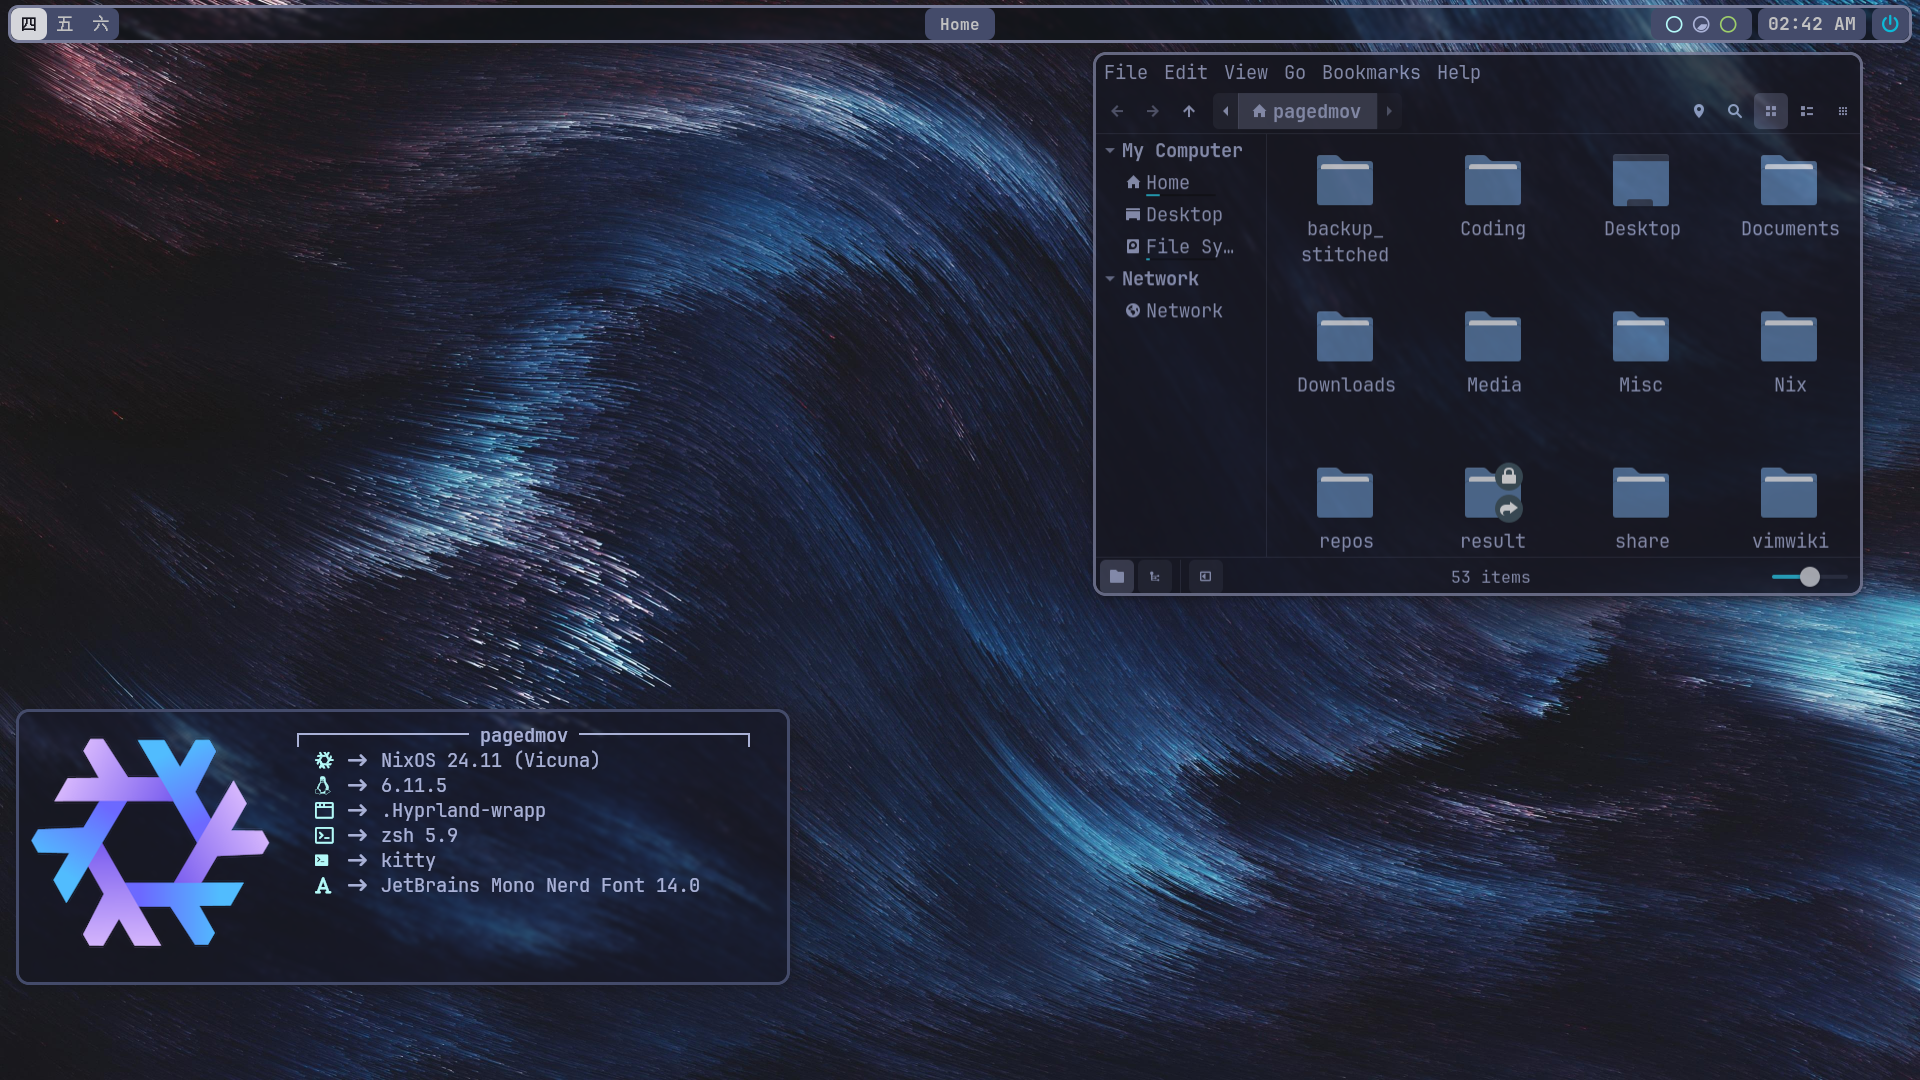 四 五 六
Home
02:42 AM
File Edit View Go Bookmarks Help
pagedmov
My Computer
Home
Desktop
File Sy…
Network
Network
backup_
stitched
Coding
Desktop
Documents
Downloads
Media
Misc
Nix
repos
result
share
vimwiki
53 items
pagedmov
NixOS 24.11 (Vicuna)
6.11.5
.Hyprland-wrapp
zsh 5.9
kitty
JetBrains Mono Nerd Font 14.0